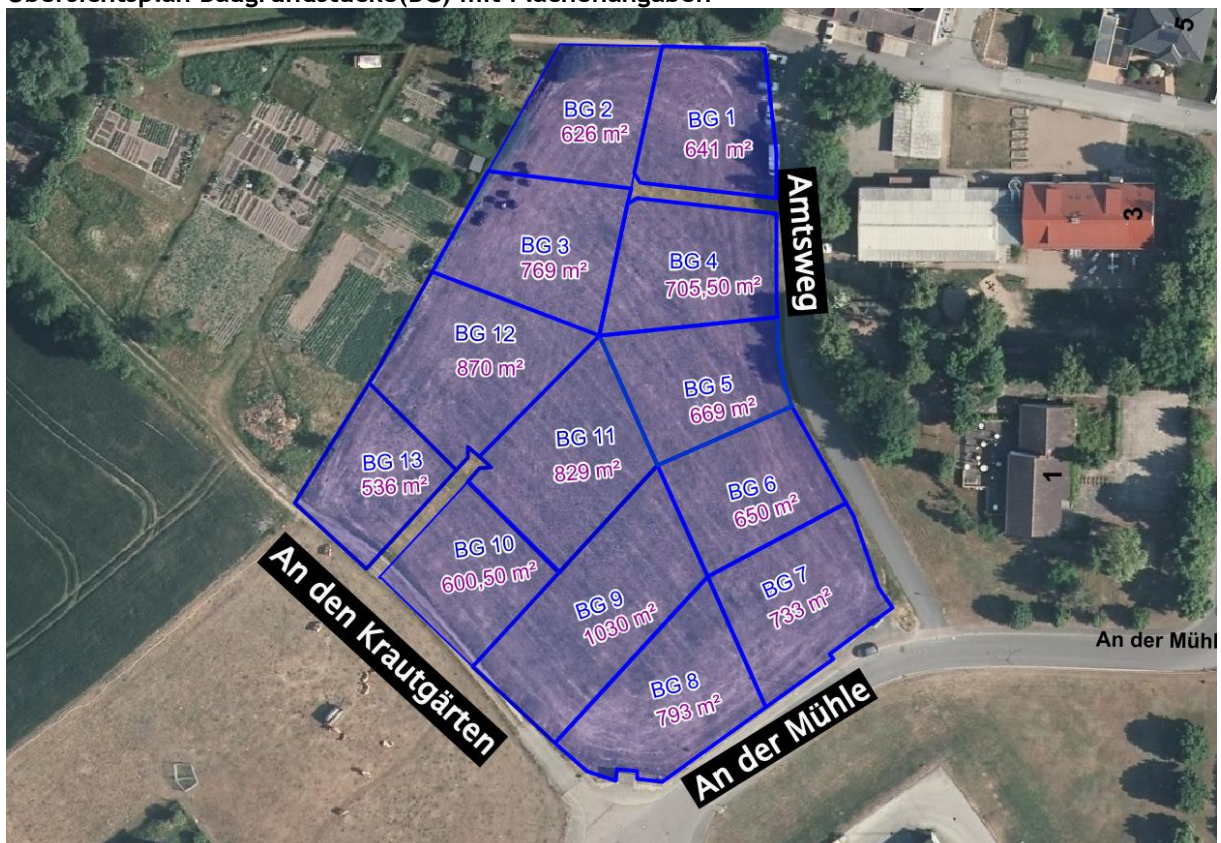 Übersichtsplan Baugrundstücke(BG) mit Flächenangaben
5
BG 2
626 m²
BG 1
641 m²
Amtsweg
3
BG 3
769 m²
BG 4
705,50 m²
BG 12
870 m²
BG 5
669 m²
BG 11
829 m²
BG 13
536 m²
BG 6
650 m²
1
BG 10
600,50 m²
BG 9
1030 m²
BG 7
733 m²
An den Krautgärten
BG 8
793 m²
An der Mühle
An der Mühl